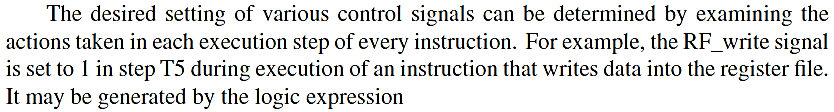 The desired setting of various control signals can be determined by examining the
actions taken in each execution step of every instruction. For example, the RF_write signal
is set to 1 in step T5 during execution of an instruction that writes data into the register file.
It may be generated by the logic expression